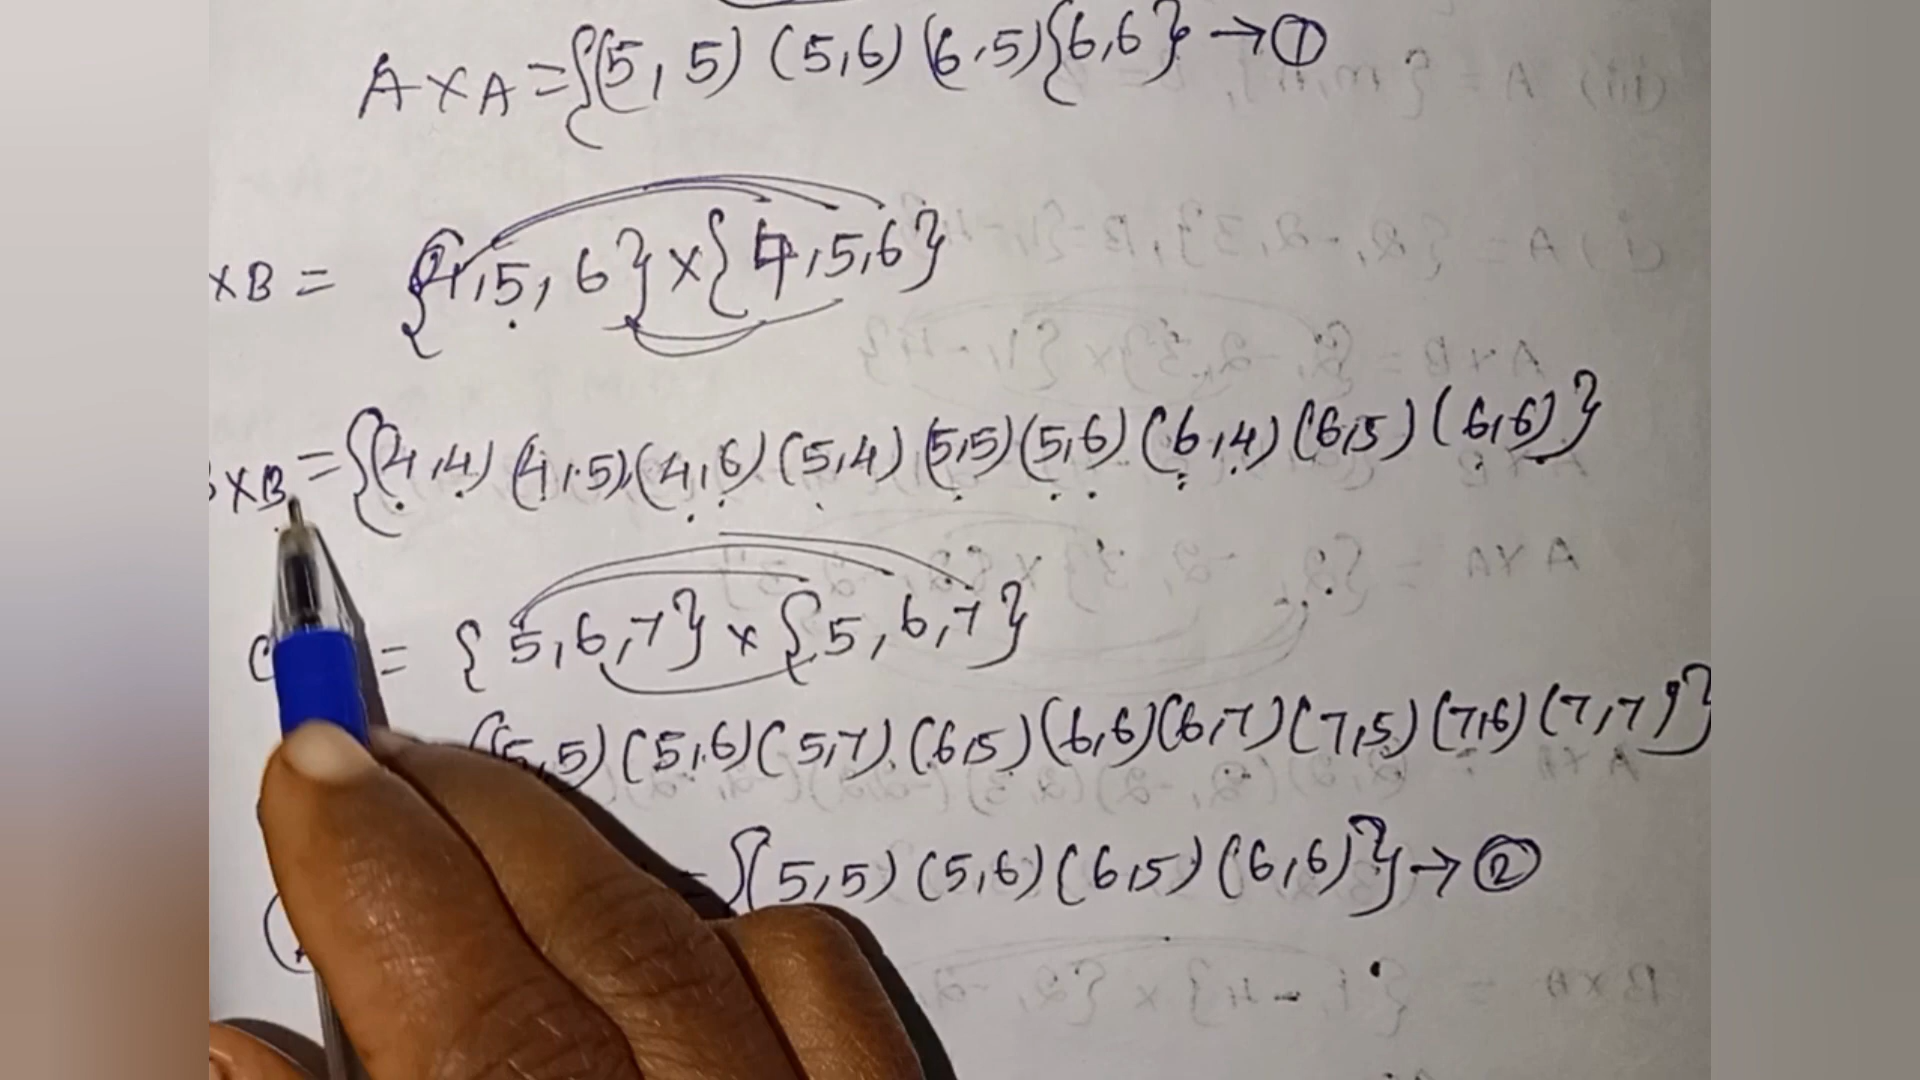 A × A = {(5, 5) (5,6) (6,5) {6,6} → ①
×B = {4,5,6} × {4,5,6}
×B = {(4,4) (4,5) (4,6) (5,4) (5,5) (5,6) (6,4) (6,5) (6,6)}
C = {5,6,7} × {5,6,7}
{(5,5) (5,6) (5,7) (6,5) (6,6) (6,7) (7,5) (7,6) (7,7)}
= {(5,5) (5,6) (6,5) (6,6)} → ②